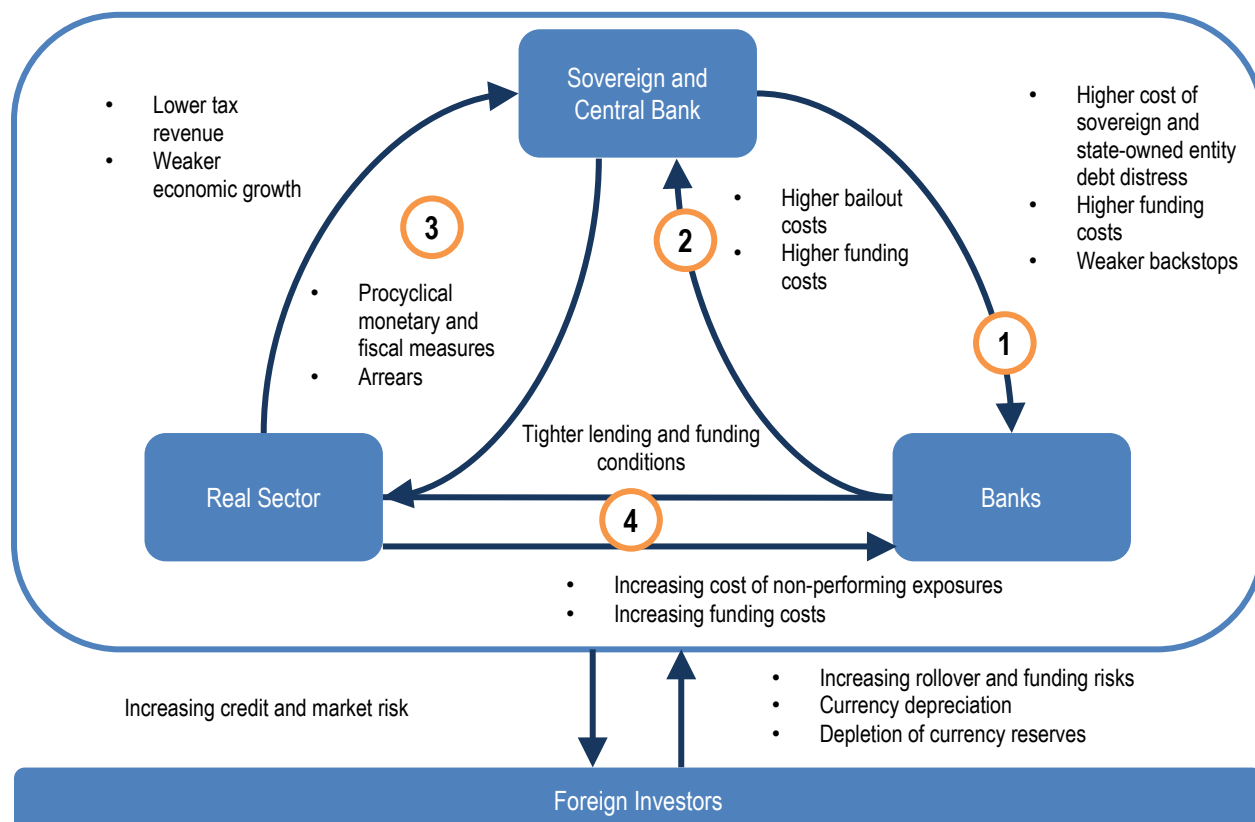 Sovereign and
Central Bank
• Lower tax
revenue
• Weaker
economic growth
• Higher cost of
sovereign and
state-owned entity
debt distress
• Higher funding
costs
• Weaker backstops
• Higher bailout
costs
• Higher funding
costs
3
2
1
• Procyclical
monetary and
fiscal measures
• Arrears
Tighter lending and funding
conditions
Real Sector
Banks
4
• Increasing cost of non-performing exposures
• Increasing funding costs
Increasing credit and market risk
• Increasing rollover and funding risks
• Currency depreciation
• Depletion of currency reserves
Foreign Investors